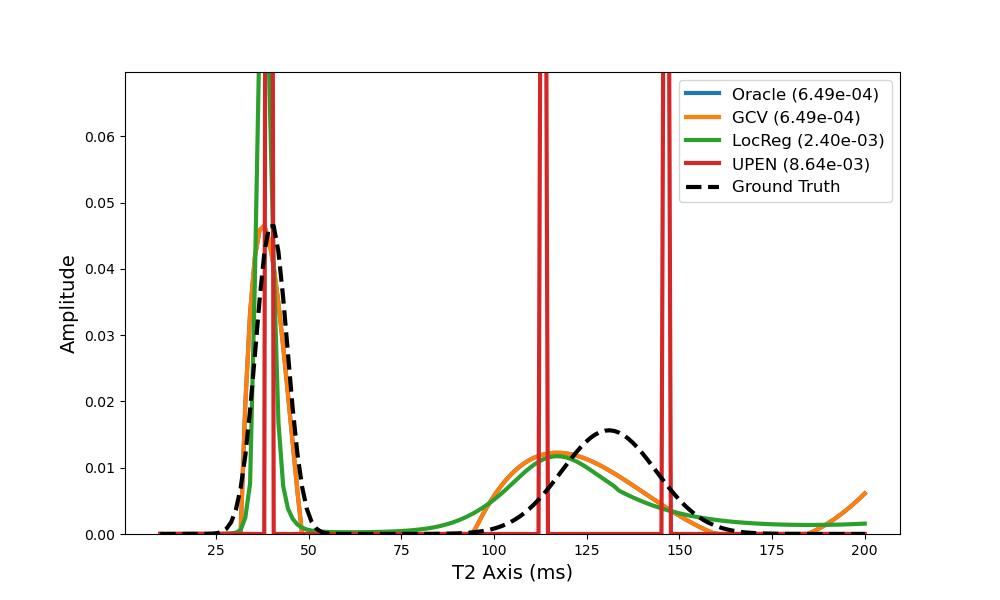 Oracle (6.49e-04)
GCV (6.49e-04)
LocReg (2.40e-03)
UPEN (8.64e-03)
Ground Truth
Amplitude
0.06
0.05
0.04
0.03
0.02
0.01
0.00
25 50 75 100 125 150 175 200
T2 Axis (ms)